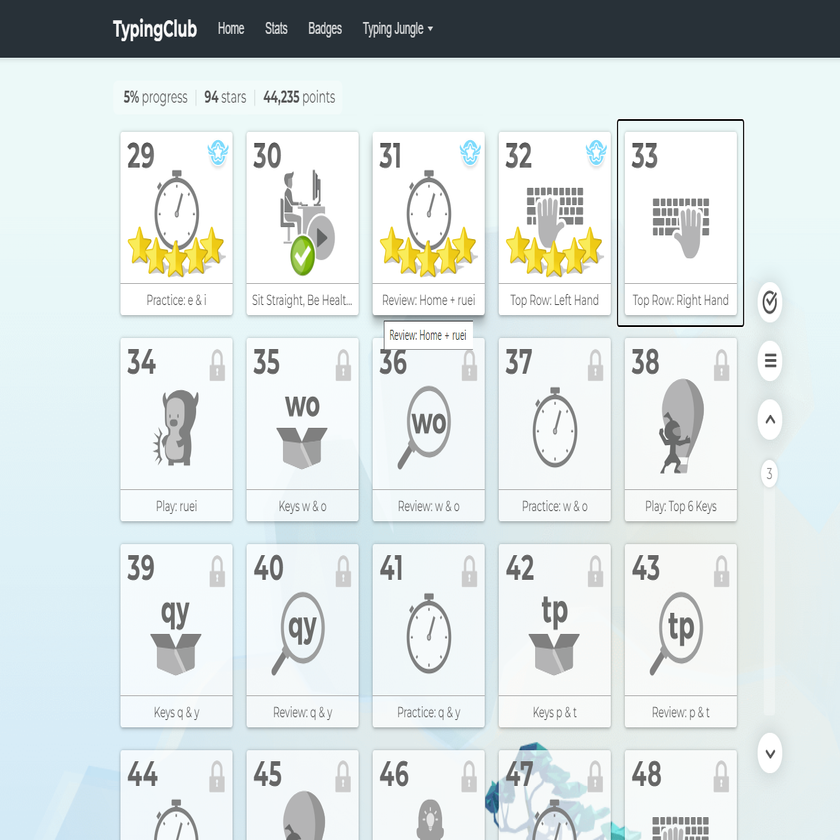 TypingClub Home Stats Badges Typing Jungle
5% progress 94 stars 44,235 points
29 30 31 32 33
Practice: e & i Sit Straight, Be Healt... Review: Home + ruei Top Row: Left Hand Top Row: Right Hand
Review: Home + ruei
34 35 36 37 38
wo wo
Play: ruei Keys w & o Review: w & o Practice: w & o Play: Top 6 Keys
3
39 40 41 42 43
qy qy tp tp
Keys q & y Review: q & y Practice: q & y Keys p & t Review: p & t
44 45 46 47 48